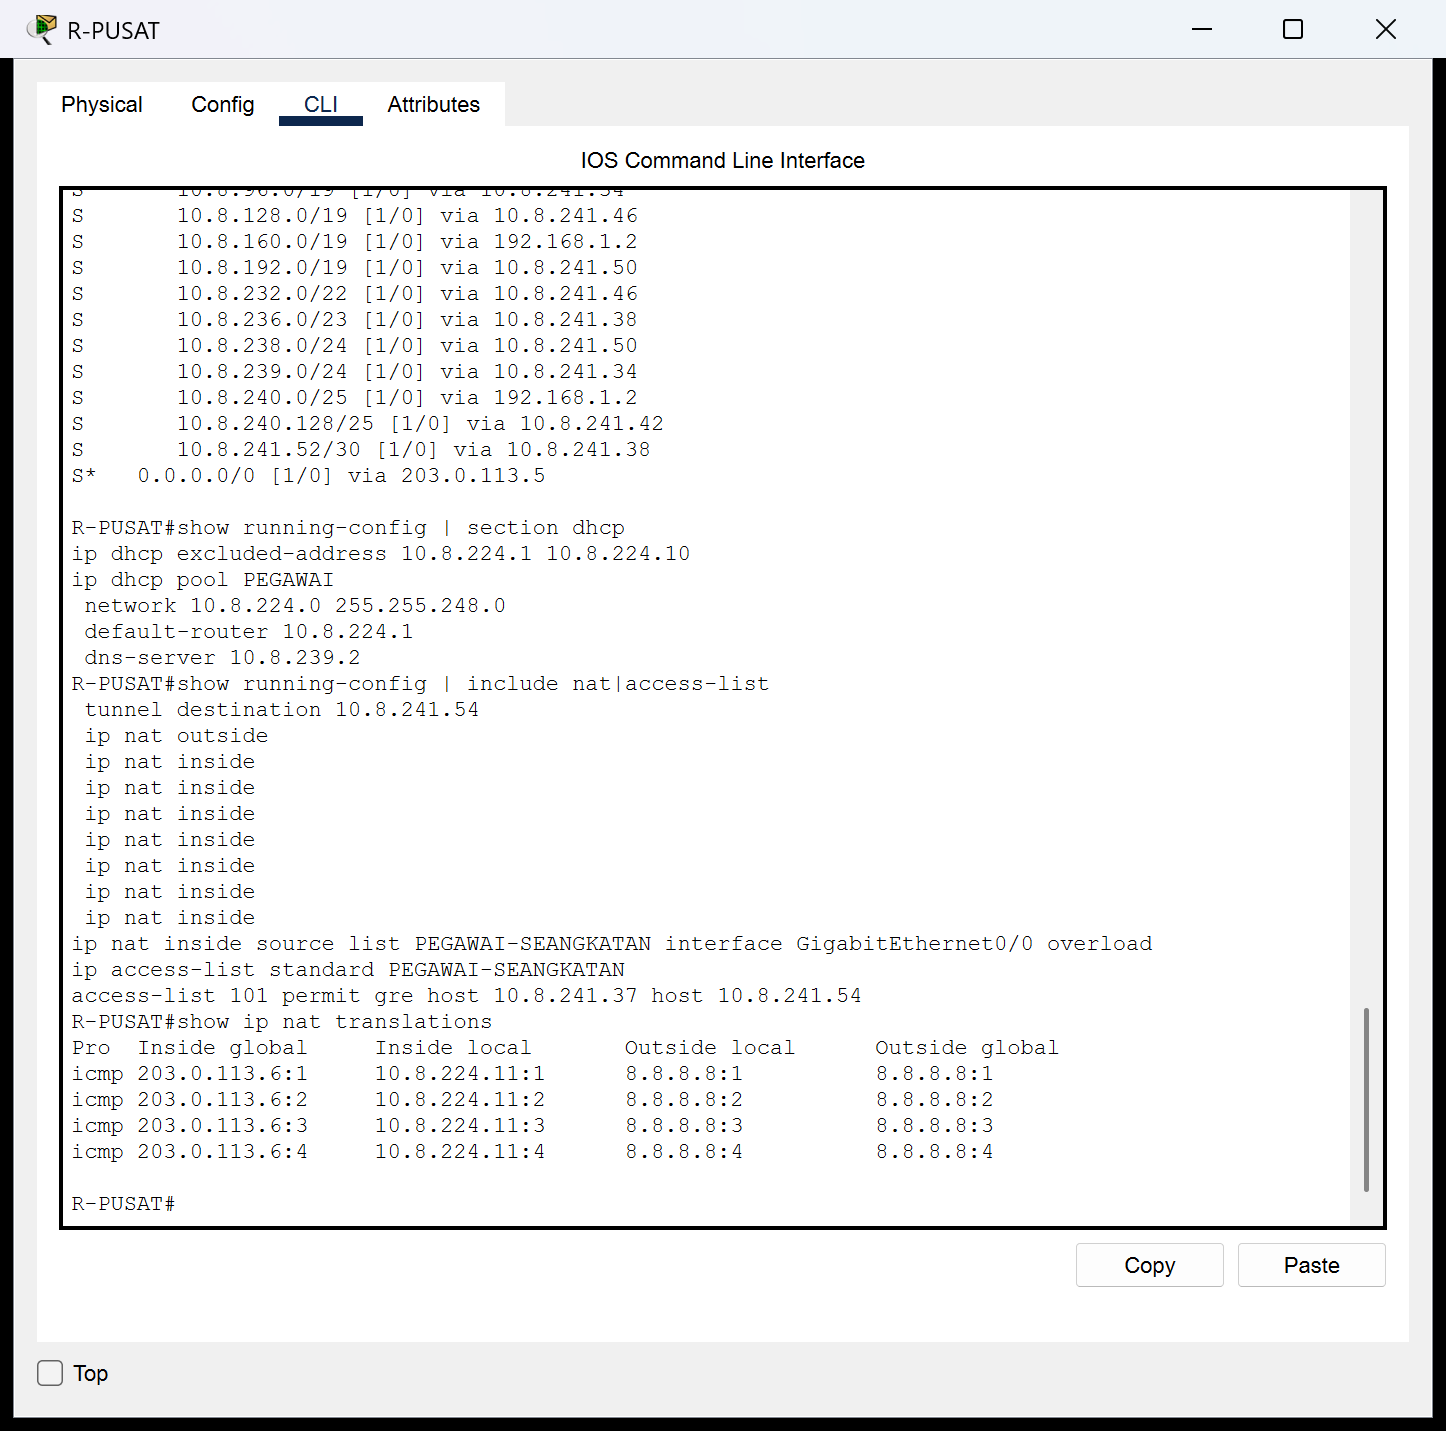 R-PUSAT
Physical Config CLI Attributes
IOS Command Line Interface
S 10.8.96.0/19 [1/0] via 10.8.241.34
S 10.8.128.0/19 [1/0] via 10.8.241.46
S 10.8.160.0/19 [1/0] via 192.168.1.2
S 10.8.192.0/19 [1/0] via 10.8.241.50
S 10.8.232.0/22 [1/0] via 10.8.241.46
S 10.8.236.0/23 [1/0] via 10.8.241.38
S 10.8.238.0/24 [1/0] via 10.8.241.50
S 10.8.239.0/24 [1/0] via 10.8.241.34
S 10.8.240.0/25 [1/0] via 192.168.1.2
S 10.8.240.128/25 [1/0] via 10.8.241.42
S 10.8.241.52/30 [1/0] via 10.8.241.38
S* 0.0.0.0/0 [1/0] via 203.0.113.5
R-PUSAT#show running-config | section dhcp
ip dhcp excluded-address 10.8.224.1 10.8.224.10
ip dhcp pool PEGAWAI
network 10.8.224.0 255.255.248.0
default-router 10.8.224.1
dns-server 10.8.239.2
R-PUSAT#show running-config | include nat|access-list
tunnel destination 10.8.241.54
ip nat outside
ip nat inside
ip nat inside
ip nat inside
ip nat inside
ip nat inside
ip nat inside
ip nat inside
ip nat inside source list PEGAWAI-SEANGKATAN interface GigabitEthernet0/0 overload
ip access-list standard PEGAWAI-SEANGKATAN
access-list 101 permit gre host 10.8.241.37 host 10.8.241.54
R-PUSAT#show ip nat translations
Pro Inside global Inside local Outside local Outside global
icmp 203.0.113.6:1 10.8.224.11:1 8.8.8.8:1 8.8.8.8:1
icmp 203.0.113.6:2 10.8.224.11:2 8.8.8.8:2 8.8.8.8:2
icmp 203.0.113.6:3 10.8.224.11:3 8.8.8.8:3 8.8.8.8:3
icmp 203.0.113.6:4 10.8.224.11:4 8.8.8.8:4 8.8.8.8:4
R-PUSAT#
Copy Paste
Top